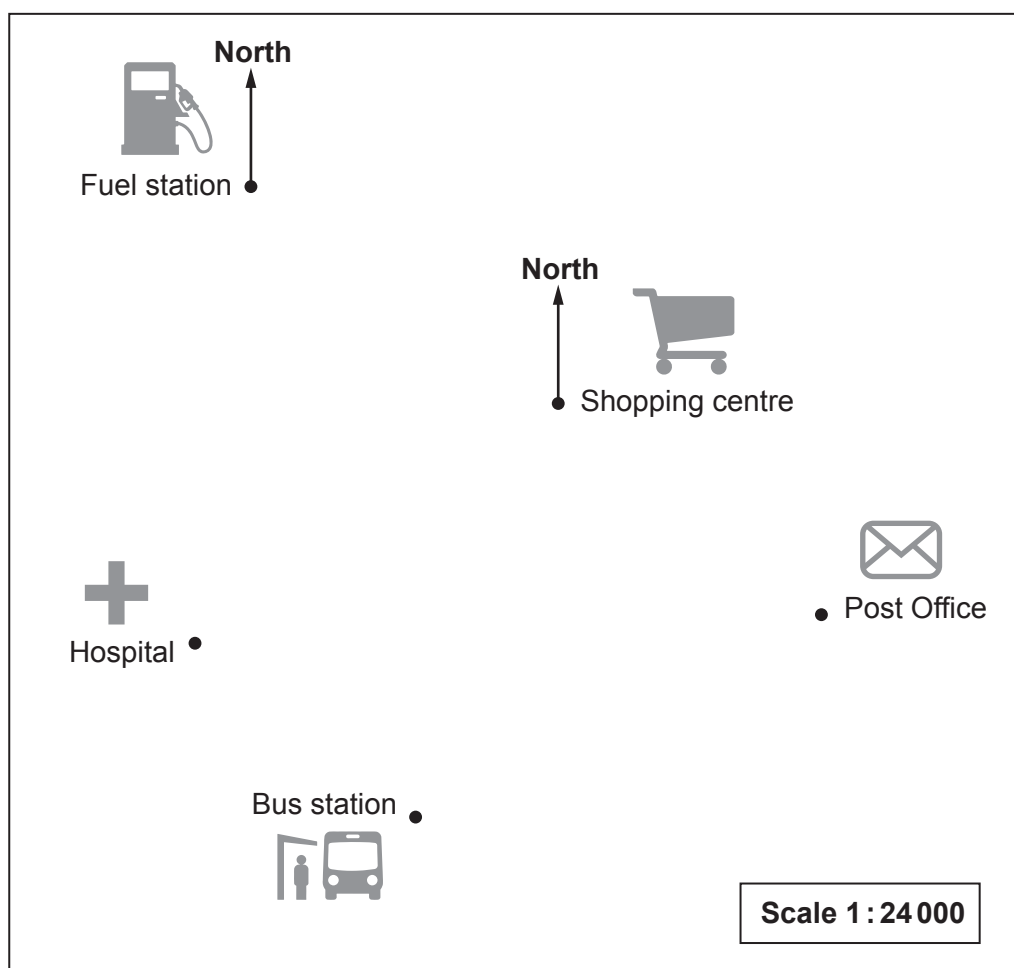 North
Fuel station
North
Shopping centre
Post Office
Hospital
Bus station
Scale 1 : 24 000